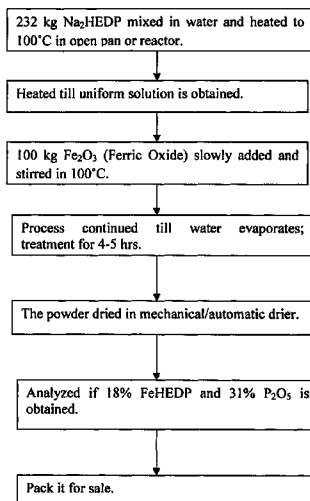 232 kg Na₂HEDP mixed in water and heated to
100˚C in open pan or reactor.
Heated till uniform solution is obtained.
100 kg Fe₂O₃ (Ferric Oxide) slowly added and
stirred in 100˚C.
Process continued till water evaporates;
treatment for 4-5 hrs.
The powder dried in mechanical/automatic drier.
Analyzed if 18% FeHEDP and 31% P₂O₅ is
obtained.
Pack it for sale.